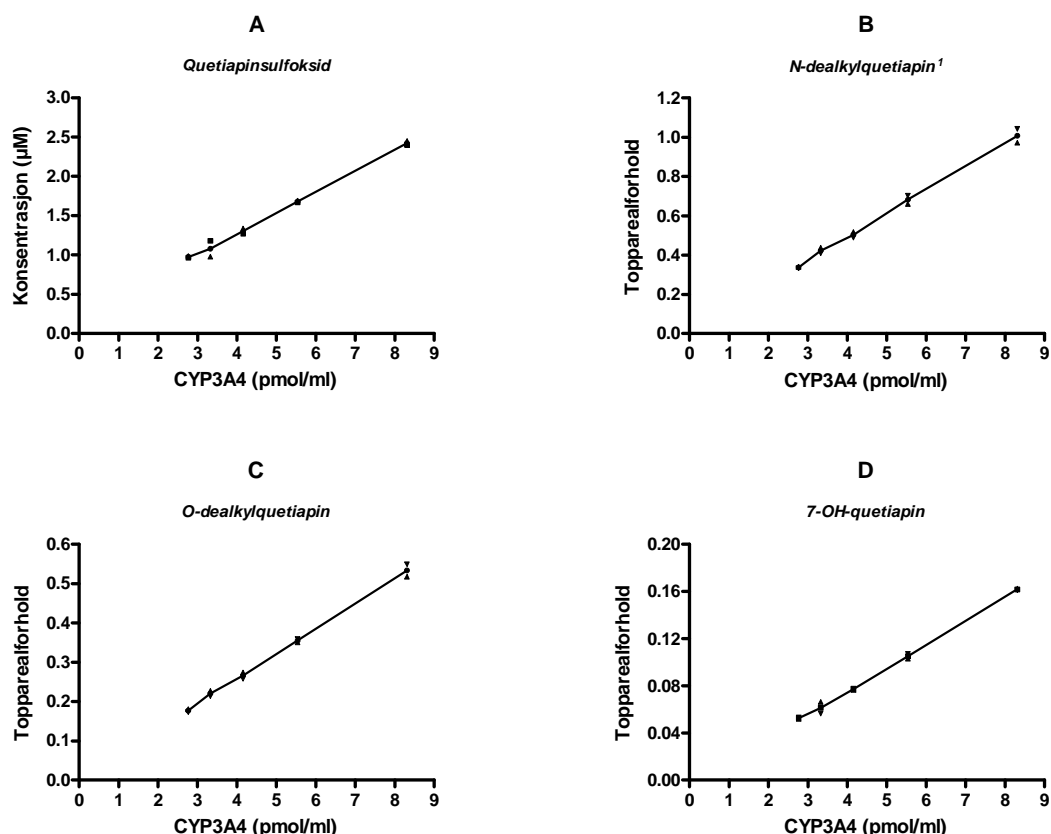 A
Quetiapinsulfoksid
Konsentrasjon (µM)
3.0
2.5
2.0
1.5
1.0
0.5
0.0
0 1 2 3 4 5 6 7 8 9
CYP3A4 (pmol/ml)
B
N-dealkylquetiapin¹
Topparealforhold
1.2
1.0
0.8
0.6
0.4
0.2
0.0
0 1 2 3 4 5 6 7 8 9
CYP3A4 (pmol/ml)
C
O-dealkylquetiapin
Topparealforhold
0.6
0.5
0.4
0.3
0.2
0.1
0.0
0 1 2 3 4 5 6 7 8 9
CYP3A4 (pmol/ml)
D
7-OH-quetiapin
Topparealforhold
0.20
0.16
0.12
0.08
0.04
0.00
0 1 2 3 4 5 6 7 8 9
CYP3A4 (pmol/ml)